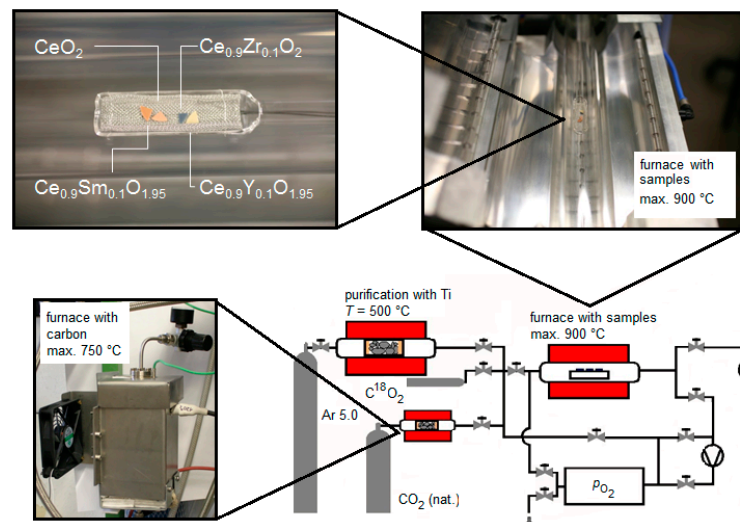 CeO₂
Ce₀.₉Zr₀.₁O₂
Ce₀.₉Sm₀.₁O₁.₉₅
Ce₀.₉Y₀.₁O₁.₉₅
furnace with
samples
max. 900 °C
furnace with
carbon
max. 750 °C
purification with Ti
T = 500 °C
furnace with samples
max. 900 °C
C¹⁸O₂
Ar 5.0
CO₂ (nat.)
pO₂